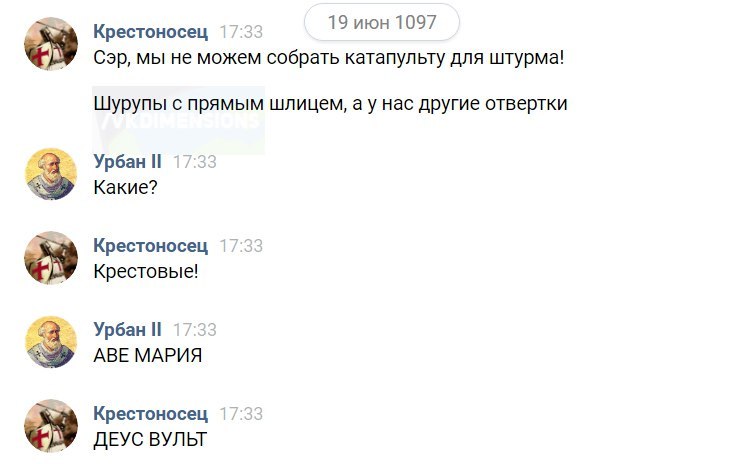 19 июн 1097
Крестоносец 17:33
Сэр, мы не можем собрать катапульту для штурма!
Шурупы с прямым шлицем, а у нас другие отвертки
/VKDIMENSIONS
Урбан II 17:33
Какие?
Крестоносец 17:33
Крестовые!
Урбан II 17:33
АВЕ МАРИЯ
Крестоносец 17:33
ДЕУС ВУЛЬТ